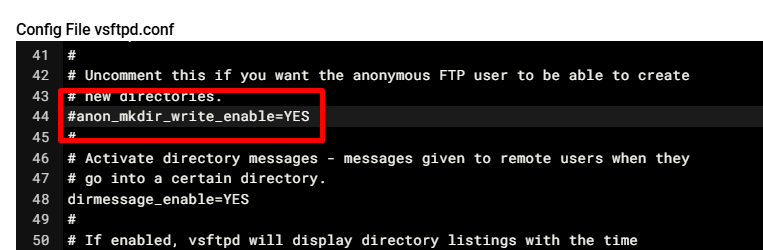 Config File vsftpd.conf
41 #
42 # Uncomment this if you want the anonymous FTP user to be able to create
43 # new directories.
44 #anon_mkdir_write_enable=YES
45 #
46 # Activate directory messages - messages given to remote users when they
47 # go into a certain directory.
48 dirmessage_enable=YES
49 #
50 # If enabled, vsftpd will display directory listings with the time